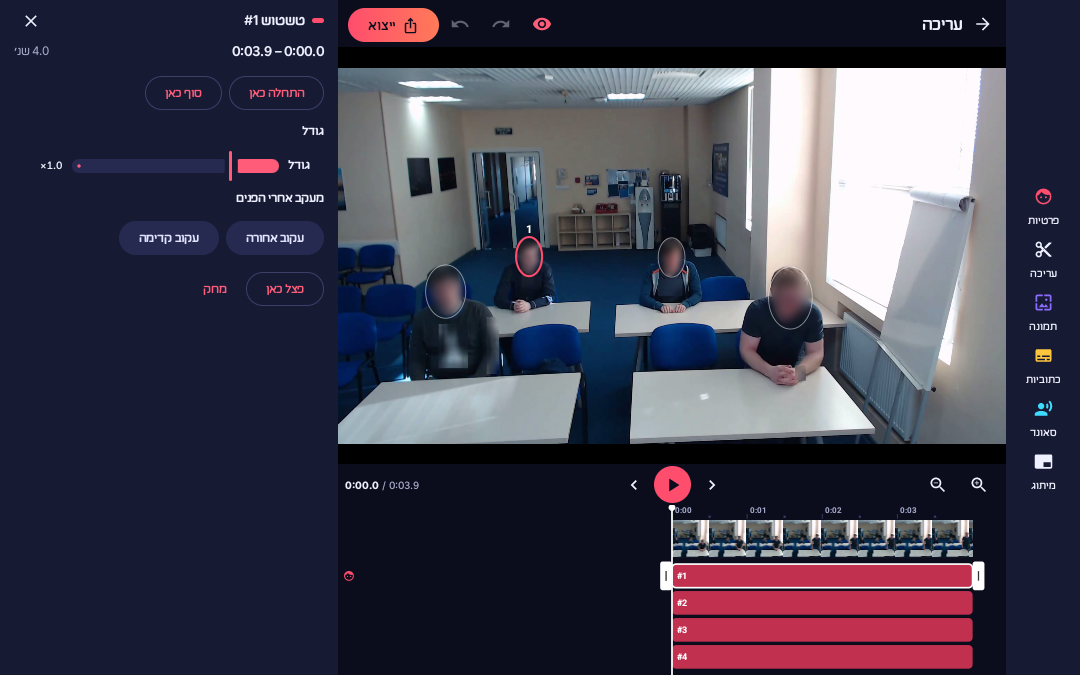 עריכה
ייצוא
טשטוש #1
0:00.0 – 0:03.9
4.0 שני׳
התחלה כאן
סוף כאן
גודל
גודל
×1.0
מעקב אחרי הפנים
עקוב אחורה
עקוב קדימה
פצל כאן
מחק
1
פרטיות
עריכה
תמונה
כתוביות
סאונד
מיתוג
0:00.0 / 0:03.9
0:00
0:01
0:02
0:03
#1
#2
#3
#4